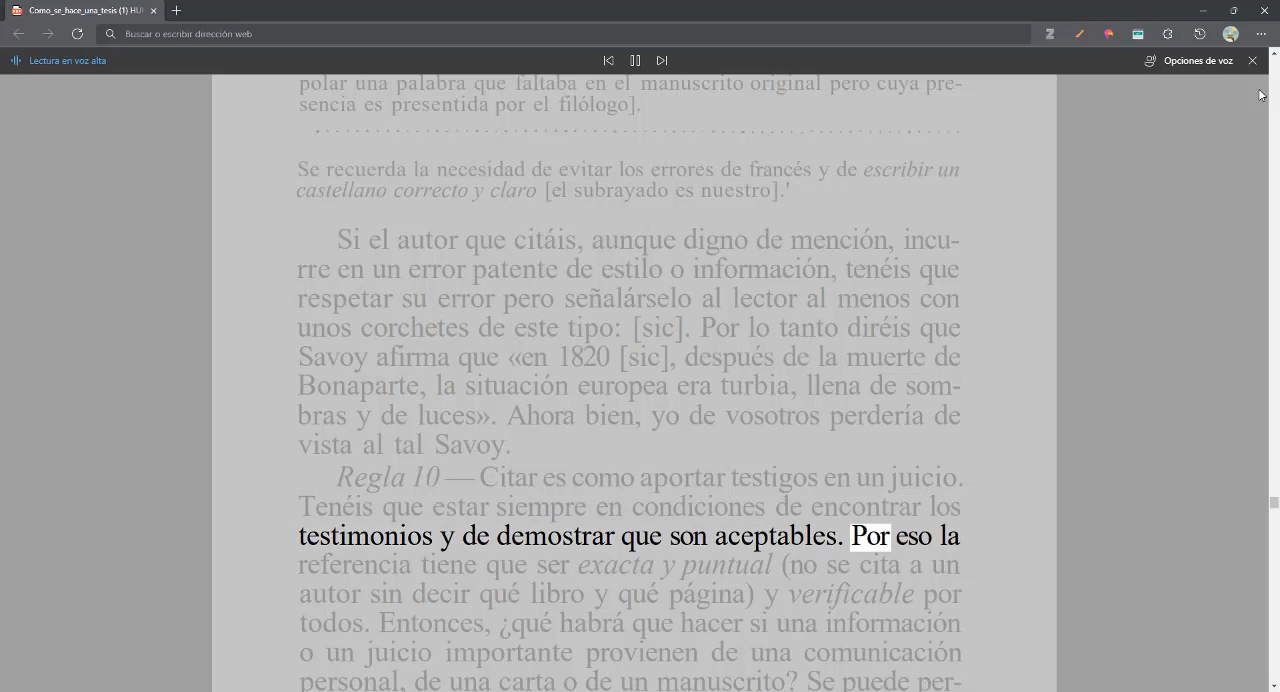 Como_se_hace_una_tesis (1) HU
Buscar o escribir dirección web
Lectura en voz alta
Opciones de voz
polar una palabra que faltaba en el manuscrito original pero cuya pre-
sencia es presentida por el filólogo].
Se recuerda la necesidad de evitar los errores de francés y de escribir un
castellano correcto y claro [el subrayado es nuestro].'
Si el autor que citáis, aunque digno de mención, incu-
rre en un error patente de estilo o información, tenéis que
respetar su error pero señalárselo al lector al menos con
unos corchetes de este tipo: [sic]. Por lo tanto diréis que
Savoy afirma que «en 1820 [sic], después de la muerte de
Bonaparte, la situación europea era turbia, llena de som-
bras y de luces». Ahora bien, yo de vosotros perdería de
vista al tal Savoy.
Regla 10 — Citar es como aportar testigos en un juicio.
Tenéis que estar siempre en condiciones de encontrar los
testimonios y de demostrar que son aceptables. Por eso la
referencia tiene que ser exacta y puntual (no se cita a un
autor sin decir qué libro y qué página) y verificable por
todos. Entonces, ¿qué habrá que hacer si una información
o un juicio importante provienen de una comunicación
personal, de una carta o de un manuscrito? Se puede per-